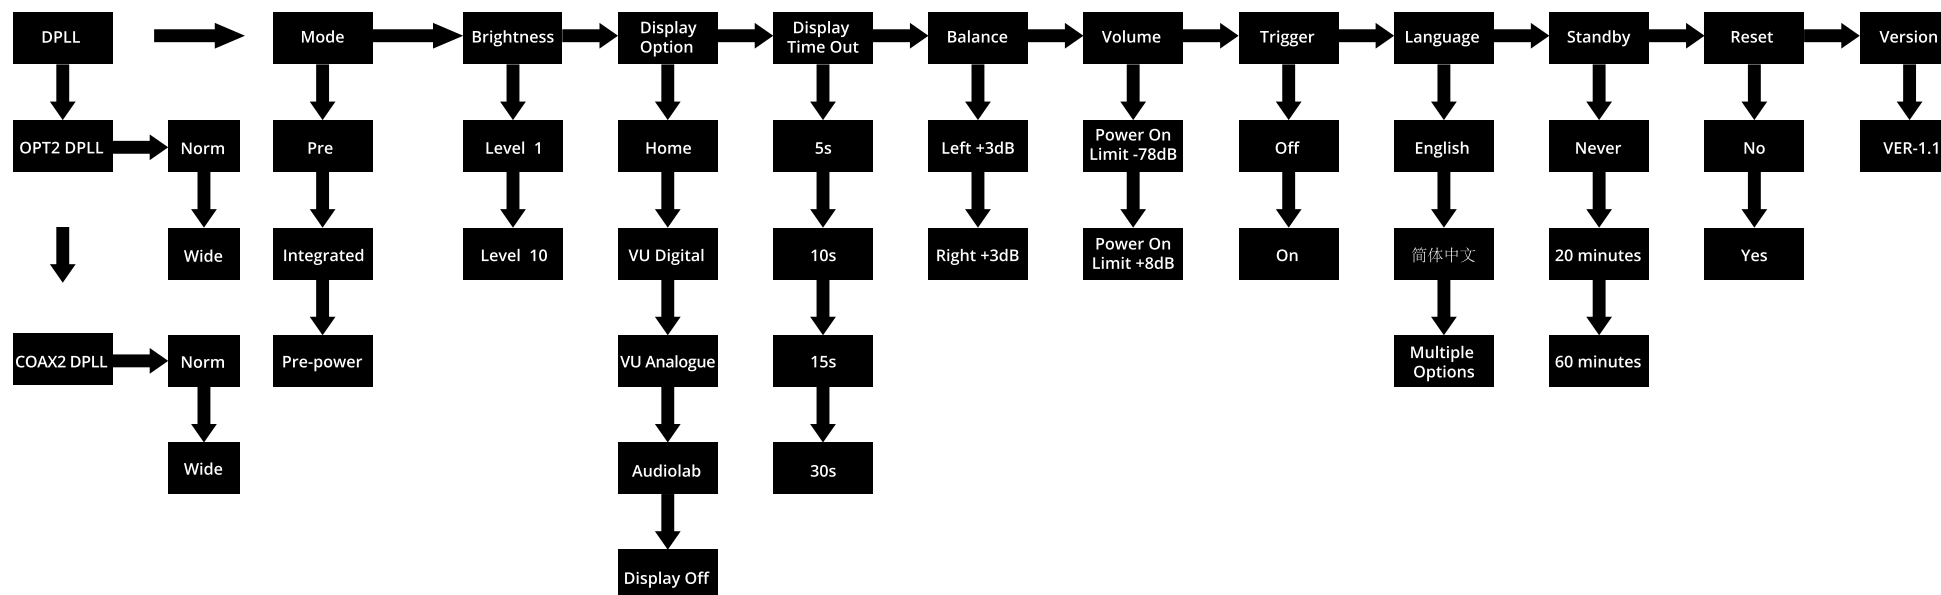 DPLL
Mode
Brightness
Display
Option
Display
Time Out
Balance
Volume
Trigger
Language
Standby
Reset
Version
OPT2 DPLL
Norm
Pre
Level 1
Home
5s
Left +3dB
Power On
Limit -78dB
Off
English
Never
No
VER-1.1
Wide
Integrated
Level 10
VU Digital
10s
Right +3dB
Power On
Limit +8dB
On
简体中文
20 minutes
Yes
COAX2 DPLL
Norm
Pre-power
VU Analogue
15s
Multiple
Options
60 minutes
Wide
Audiolab
30s
Display Off